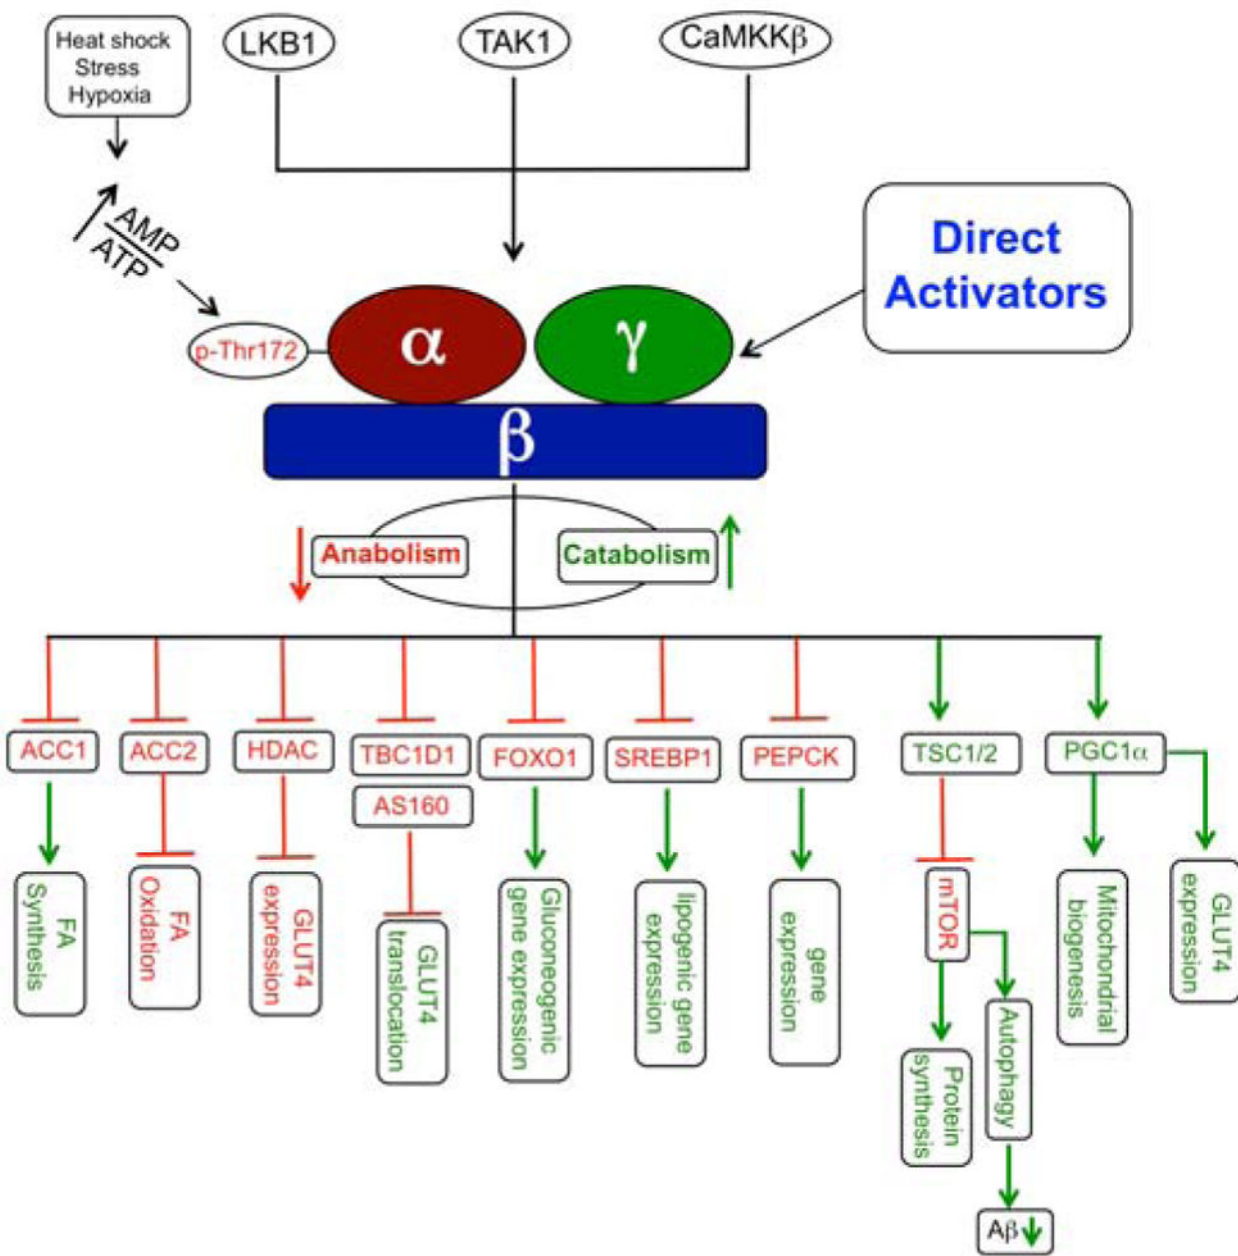 Heat shock
Stress
Hypoxia
LKB1
TAK1
CaMKKβ
AMP
ATP
Direct
Activators
p-Thr172
α
γ
β
Anabolism
Catabolism
ACC1
ACC2
HDAC
TBC1D1
AS160
FOXO1
SREBP1
PEPCK
TSC1/2
PGC1α
FA
Synthesis
FA
Oxidation
GLUT4
expression
GLUT4
translocation
Gluconeogenic
gene expression
lipogenic gene
expression
gene
expression
mTOR
Protein
synthesis
Autophagy
Aβ
Mitochondrial
biogenesis
GLUT4
expression